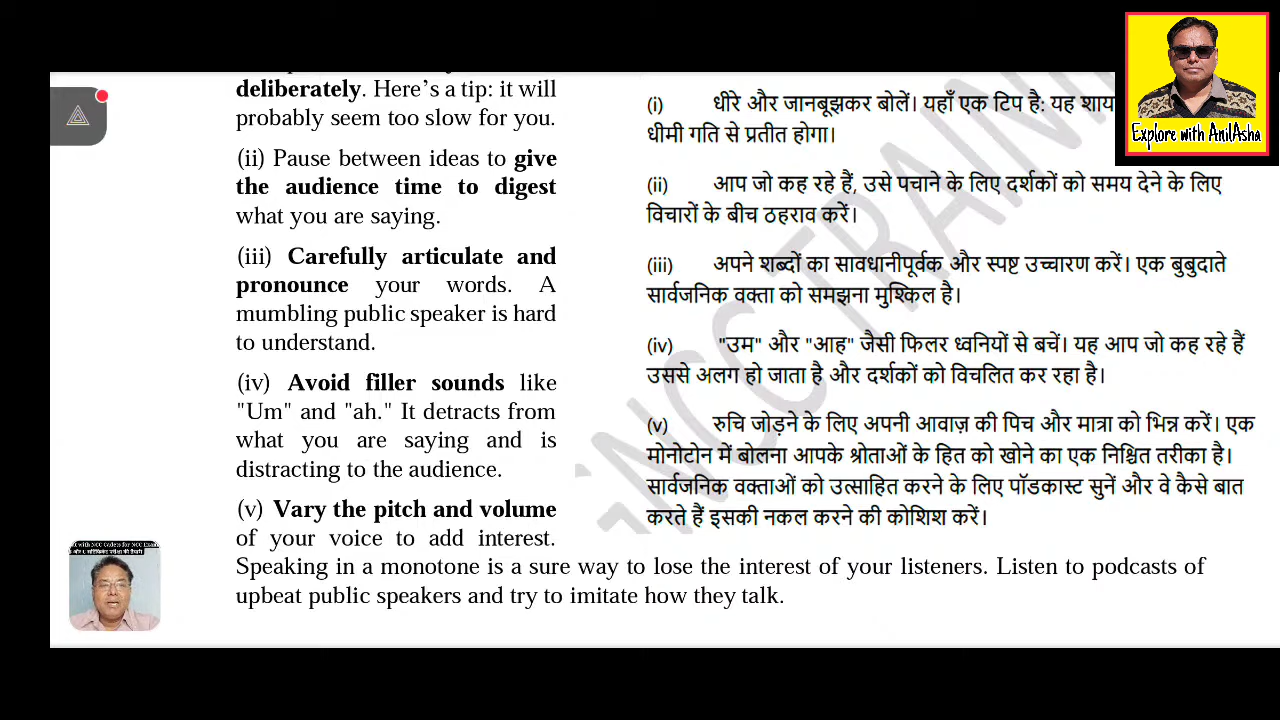 deliberately. Here's a tip: it will
probably seem too slow for you.
(ii) Pause between ideas to give
the audience time to digest
what you are saying.
(iii) Carefully articulate and
pronounce your words. A
mumbling public speaker is hard
to understand.
(iv) Avoid filler sounds like
"Um" and "ah." It detracts from
what you are saying and is
distracting to the audience.
(v) Vary the pitch and volume
of your voice to add interest.
Speaking in a monotone is a sure way to lose the interest of your listeners. Listen to podcasts of
upbeat public speakers and try to imitate how they talk.
(i) धीरे और जानबूझकर बोलें। यहाँ एक टिप है: यह शाय
धीमी गति से प्रतीत होगा।
(ii) आप जो कह रहे हैं, उसे पचाने के लिए दर्शकों को समय देने के लिए
विचारों के बीच ठहराव करें।
(iii) अपने शब्दों का सावधानीपूर्वक और स्पष्ट उच्चारण करें। एक बुबुदाते
सार्वजनिक वक्ता को समझना मुश्किल है।
(iv) "उम" और "आह" जैसी फिलर ध्वनियों से बचें। यह आप जो कह रहे हैं
उससे अलग हो जाता है और दर्शकों को विचलित कर रहा है।
(v) रुचि जोड़ने के लिए अपनी आवाज़ की पिच और मात्रा को भिन्न करें। एक
मोनोटोन में बोलना आपके श्रोताओं के हित को खोने का एक निश्चित तरीका है।
सार्वजनिक वक्ताओं को उत्साहित करने के लिए पॉडकास्ट सुनें और वे कैसे बात
करते हैं इसकी नकल करने की कोशिश करें।
Explore with AnilAsha
NCC TRAINI